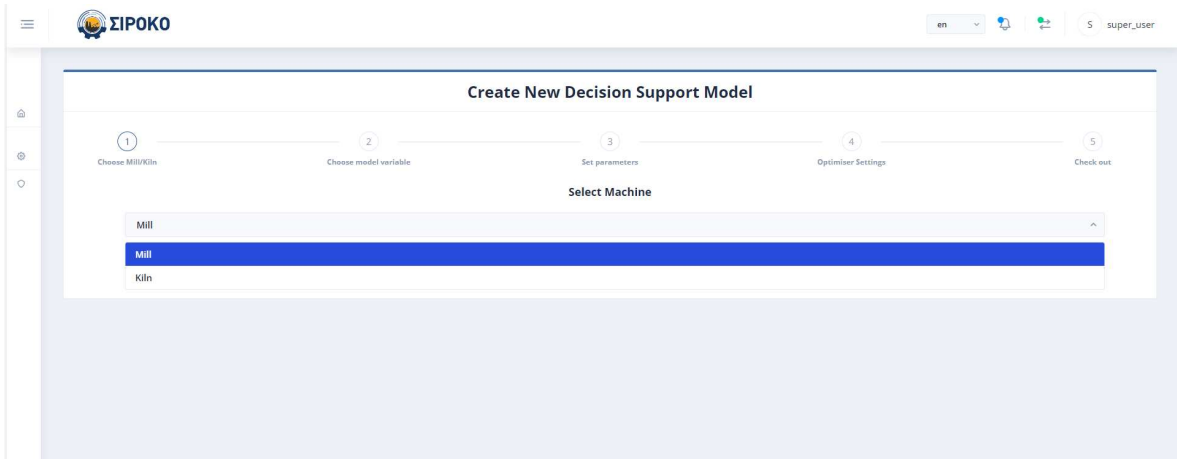 ΣΙΡΟΚΟ
en
S super_user
Create New Decision Support Model
1 2 3 4 5
Choose Mill/Kiln Choose model variable Set parameters Optimiser Settings Check out
Select Machine
Mill
Mill
Kiln